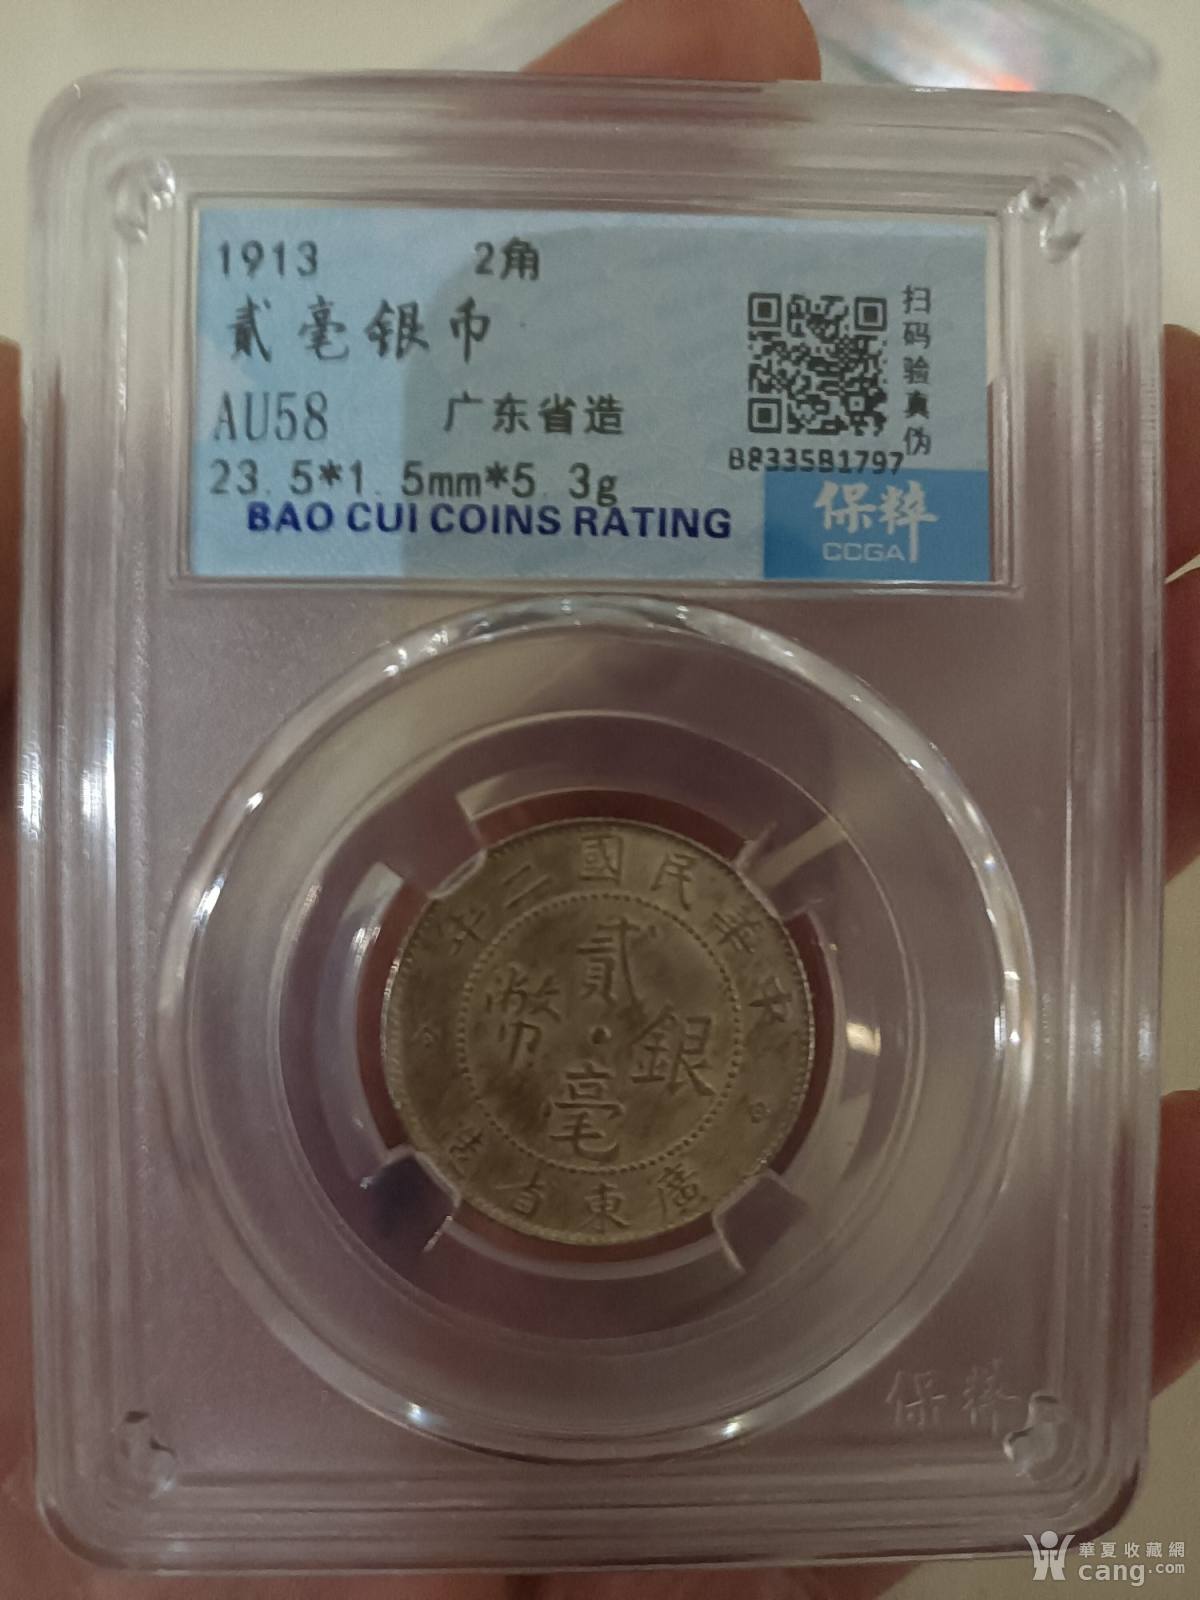 1913 2角
貳毫银币
AU58 广东省造
23.5*1.5mm*5.3g
BAO CUI COINS RATING
扫码验真伪
B8335B1797
保粹
CCGA
中華民國二年
貳毫銀幣
廣東省造
保粹
華夏收藏網
cang.com